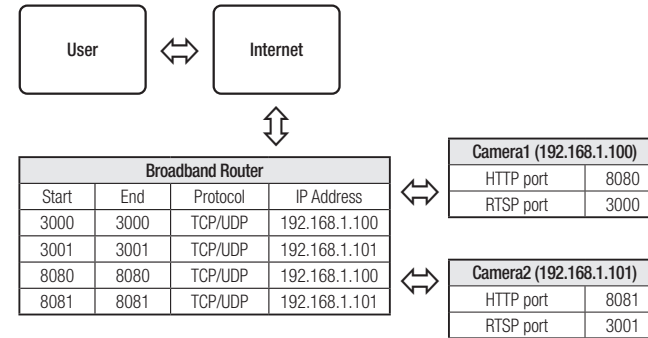 User
Internet
Broadband Router
Start End Protocol IP Address
3000 3000 TCP/UDP 192.168.1.100
3001 3001 TCP/UDP 192.168.1.101
8080 8080 TCP/UDP 192.168.1.100
8081 8081 TCP/UDP 192.168.1.101
Camera1 (192.168.1.100)
HTTP port 8080
RTSP port 3000
Camera2 (192.168.1.101)
HTTP port 8081
RTSP port 3001